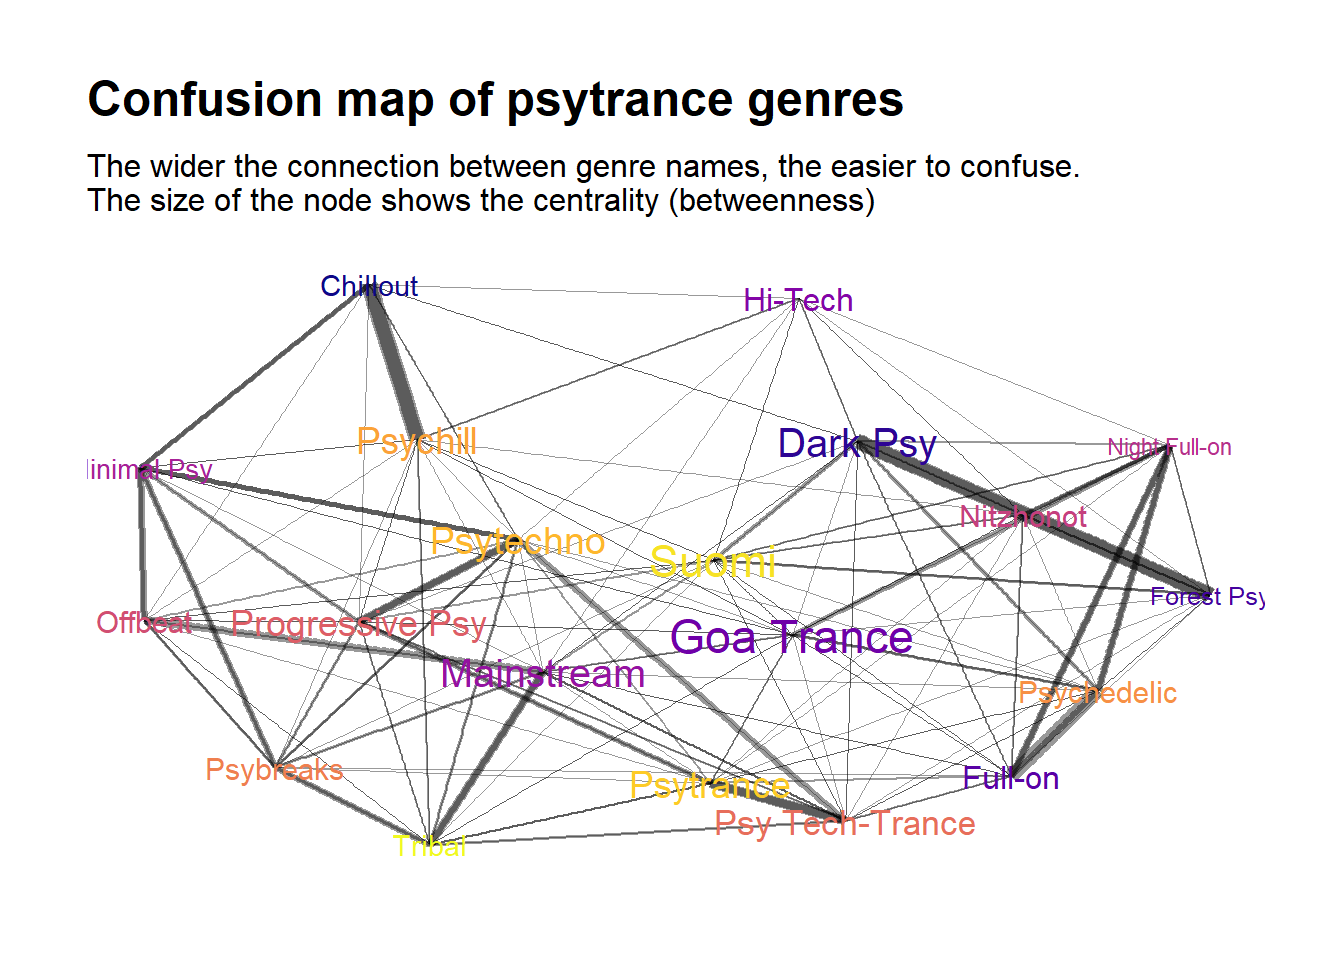 Confusion map of psytrance genres
The wider the connection between genre names, the easier to confuse.
The size of the node shows the centrality (betweenness)
Chillout
Hi-Tech
Psychill
Dark Psy
Night Full-on
linimal Psy
Nitzhonot
Psytechno
Suomi
Forest Psy
Offbeat
Progressive Psy
Goa Trance
Mainstream
Psychedelic
Psybreaks
Psytrance
Full-on
Psy Tech-Trance
Tribal